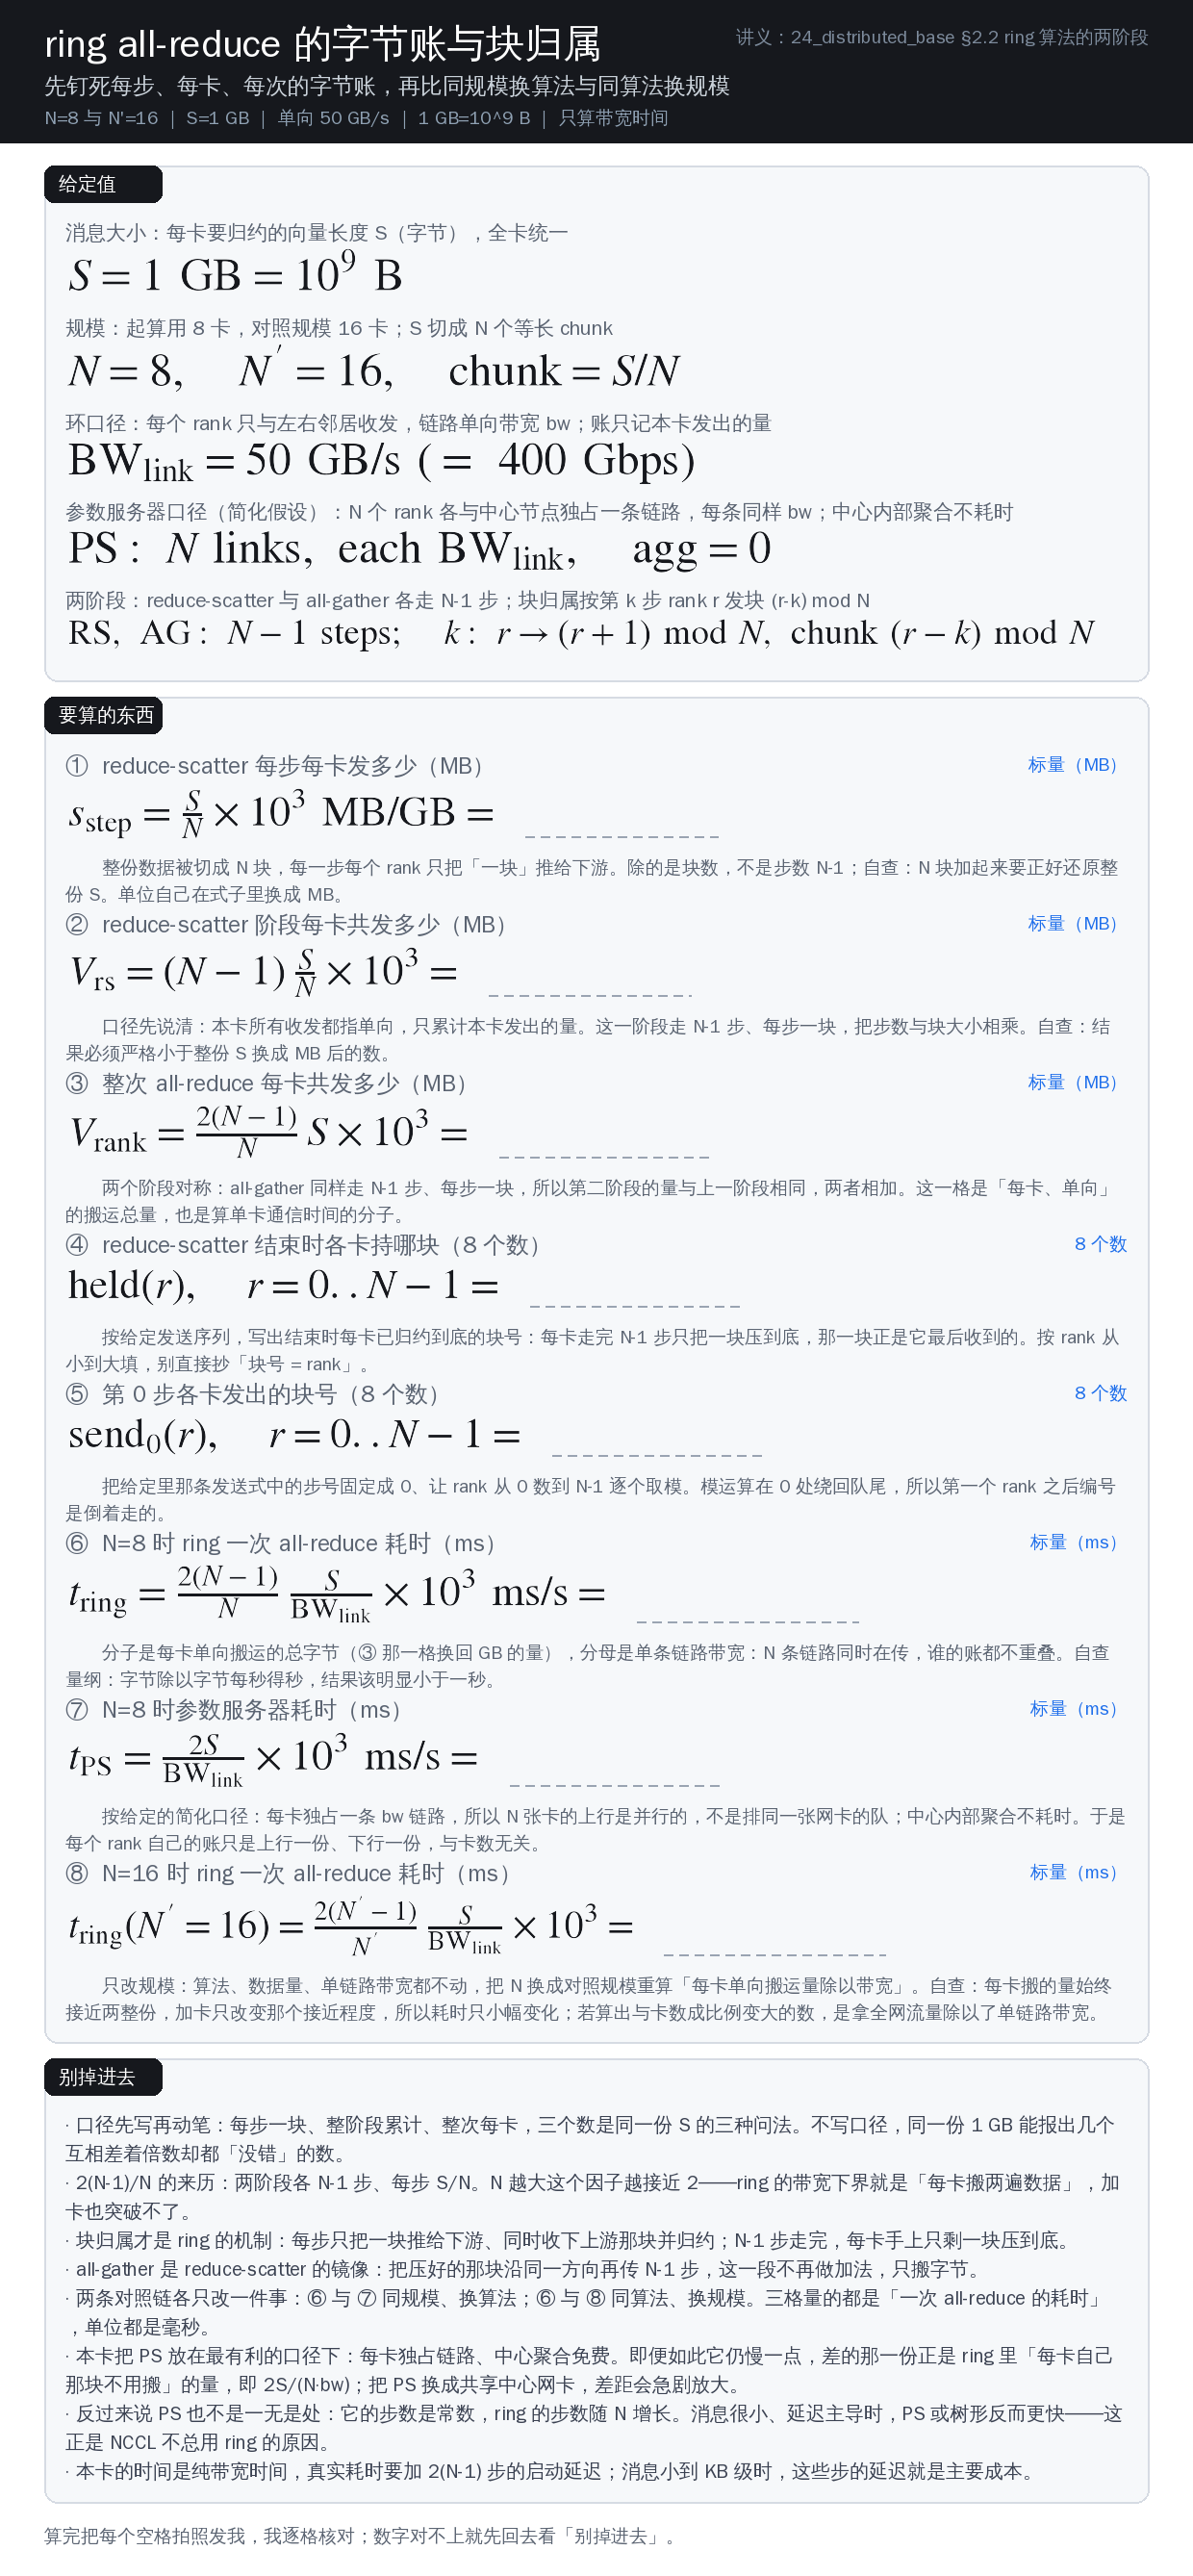 ring all-reduce 的字节账与块归属
讲义：24_distributed_base §2.2 ring 算法的两阶段
先钉死每步、每卡、每次的字节账，再比同规模换算法与同算法换规模
N=8 与 N'=16 ｜ S=1 GB ｜ 单向 50 GB/s ｜ 1 GB=10^9 B ｜ 只算带宽时间
给定值
消息大小：每卡要归约的向量长度 S（字节），全卡统一
S = 1 GB = 10^9 B
规模：起算用 8 卡，对照规模 16 卡；S 切成 N 个等长 chunk
N = 8, N′ = 16, chunk = S/N
环口径：每个 rank 只与左右邻居收发，链路单向带宽 bw；账只记本卡发出的量
BW_link = 50 GB/s ( = 400 Gbps)
参数服务器口径（简化假设）：N 个 rank 各与中心节点独占一条链路，每条同样 bw；中心内部聚合不耗时
PS : N links, each BW_link, agg = 0
两阶段：reduce-scatter 与 all-gather 各走 N-1 步；块归属按第 k 步 rank r 发块 (r-k) mod N
RS, AG : N − 1 steps; k : r → (r + 1) mod N, chunk (r − k) mod N
要算的东西
① reduce-scatter 每步每卡发多少（MB）
标量（MB）
s_step = S/N × 10^3 MB/GB =
整份数据被切成 N 块，每一步每个 rank 只把「一块」推给下游。除的是块数，不是步数 N-1；自查：N 块加起来要正好还原整
份 S。单位自己在式子里换成 MB。
② reduce-scatter 阶段每卡共发多少（MB）
标量（MB）
V_rs = (N − 1) S/N × 10^3 =
口径先说清：本卡所有收发都指单向，只累计本卡发出的量。这一阶段走 N-1 步、每步一块，把步数与块大小相乘。自查：结
果必须严格小于整份 S 换成 MB 后的数。
③ 整次 all-reduce 每卡共发多少（MB）
标量（MB）
V_rank = 2(N − 1)/N S × 10^3 =
两个阶段对称：all-gather 同样走 N-1 步、每步一块，所以第二阶段的量与上一阶段相同，两者相加。这一格是「每卡、单向」
的搬运总量，也是算单卡通信时间的分子。
④ reduce-scatter 结束时各卡持哪块（8 个数）
8 个数
held(r), r = 0. . N − 1 =
按给定发送序列，写出结束时每卡已归约到底的块号：每卡走完 N-1 步只把一块压到底，那一块正是它最后收到的。按 rank 从
小到大填，别直接抄「块号 = rank」。
⑤ 第 0 步各卡发出的块号（8 个数）
8 个数
send_0(r), r = 0. . N − 1 =
把给定里那条发送式中的步号固定成 0、让 rank 从 0 数到 N-1 逐个取模。模运算在 0 处绕回队尾，所以第一个 rank 之后编号
是倒着走的。
⑥ N=8 时 ring 一次 all-reduce 耗时（ms）
标量（ms）
t_ring = 2(N − 1)/N S/BW_link × 10^3 ms/s =
分子是每卡单向搬运的总字节（③ 那一格换回 GB 的量），分母是单条链路带宽：N 条链路同时在传，谁的账都不重叠。自查
量纲：字节除以字节每秒得秒，结果该明显小于一秒。
⑦ N=8 时参数服务器耗时（ms）
标量（ms）
t_PS = 2S/BW_link × 10^3 ms/s =
按给定的简化口径：每卡独占一条 bw 链路，所以 N 张卡的上行是并行的，不是排同一张网卡的队；中心内部聚合不耗时。于是
每个 rank 自己的账只是上行一份、下行一份，与卡数无关。
⑧ N=16 时 ring 一次 all-reduce 耗时（ms）
标量（ms）
t_ring(N′ = 16) = 2(N′ − 1)/N′ S/BW_link × 10^3 =
只改规模：算法、数据量、单链路带宽都不动，把 N 换成对照规模重算「每卡单向搬运量除以带宽」。自查：每卡搬的量始终
接近两整份，加卡只改变那个接近程度，所以耗时只小幅变化；若算出与卡数成比例变大的数，是拿全网流量除以了单链路带宽。
别掉进去
· 口径先写再动笔：每步一块、整阶段累计、整次每卡，三个数是同一份 S 的三种问法。不写口径，同一份 1 GB 能报出几个
互相差着倍数却都「没错」的数。
· 2(N-1)/N 的来历：两阶段各 N-1 步、每步 S/N。N 越大这个因子越接近 2——ring 的带宽下界就是「每卡搬两遍数据」，加
卡也突破不了。
· 块归属才是 ring 的机制：每步只把一块推给下游、同时收下上游那块并归约；N-1 步走完，每卡手上只剩一块压到底。
· all-gather 是 reduce-scatter 的镜像：把压好的那块沿同一方向再传 N-1 步，这一段不再做加法，只搬字节。
· 两条对照链各只改一件事：⑥ 与 ⑦ 同规模、换算法；⑥ 与 ⑧ 同算法、换规模。三格量的都是「一次 all-reduce 的耗时」
，单位都是毫秒。
· 本卡把 PS 放在最有利的口径下：每卡独占链路、中心聚合免费。即便如此它仍慢一点，差的那一份正是 ring 里「每卡自己
那块不用搬」的量，即 2S/(N·bw)；把 PS 换成共享中心网卡，差距会急剧放大。
· 反过来说 PS 也不是一无是处：它的步数是常数，ring 的步数随 N 增长。消息很小、延迟主导时，PS 或树形反而更快——这
正是 NCCL 不总用 ring 的原因。
· 本卡的时间是纯带宽时间，真实耗时要加 2(N-1) 步的启动延迟；消息小到 KB 级时，这些步的延迟就是主要成本。
算完把每个空格拍照发我，我逐格核对；数字对不上就先回去看「别掉进去」。